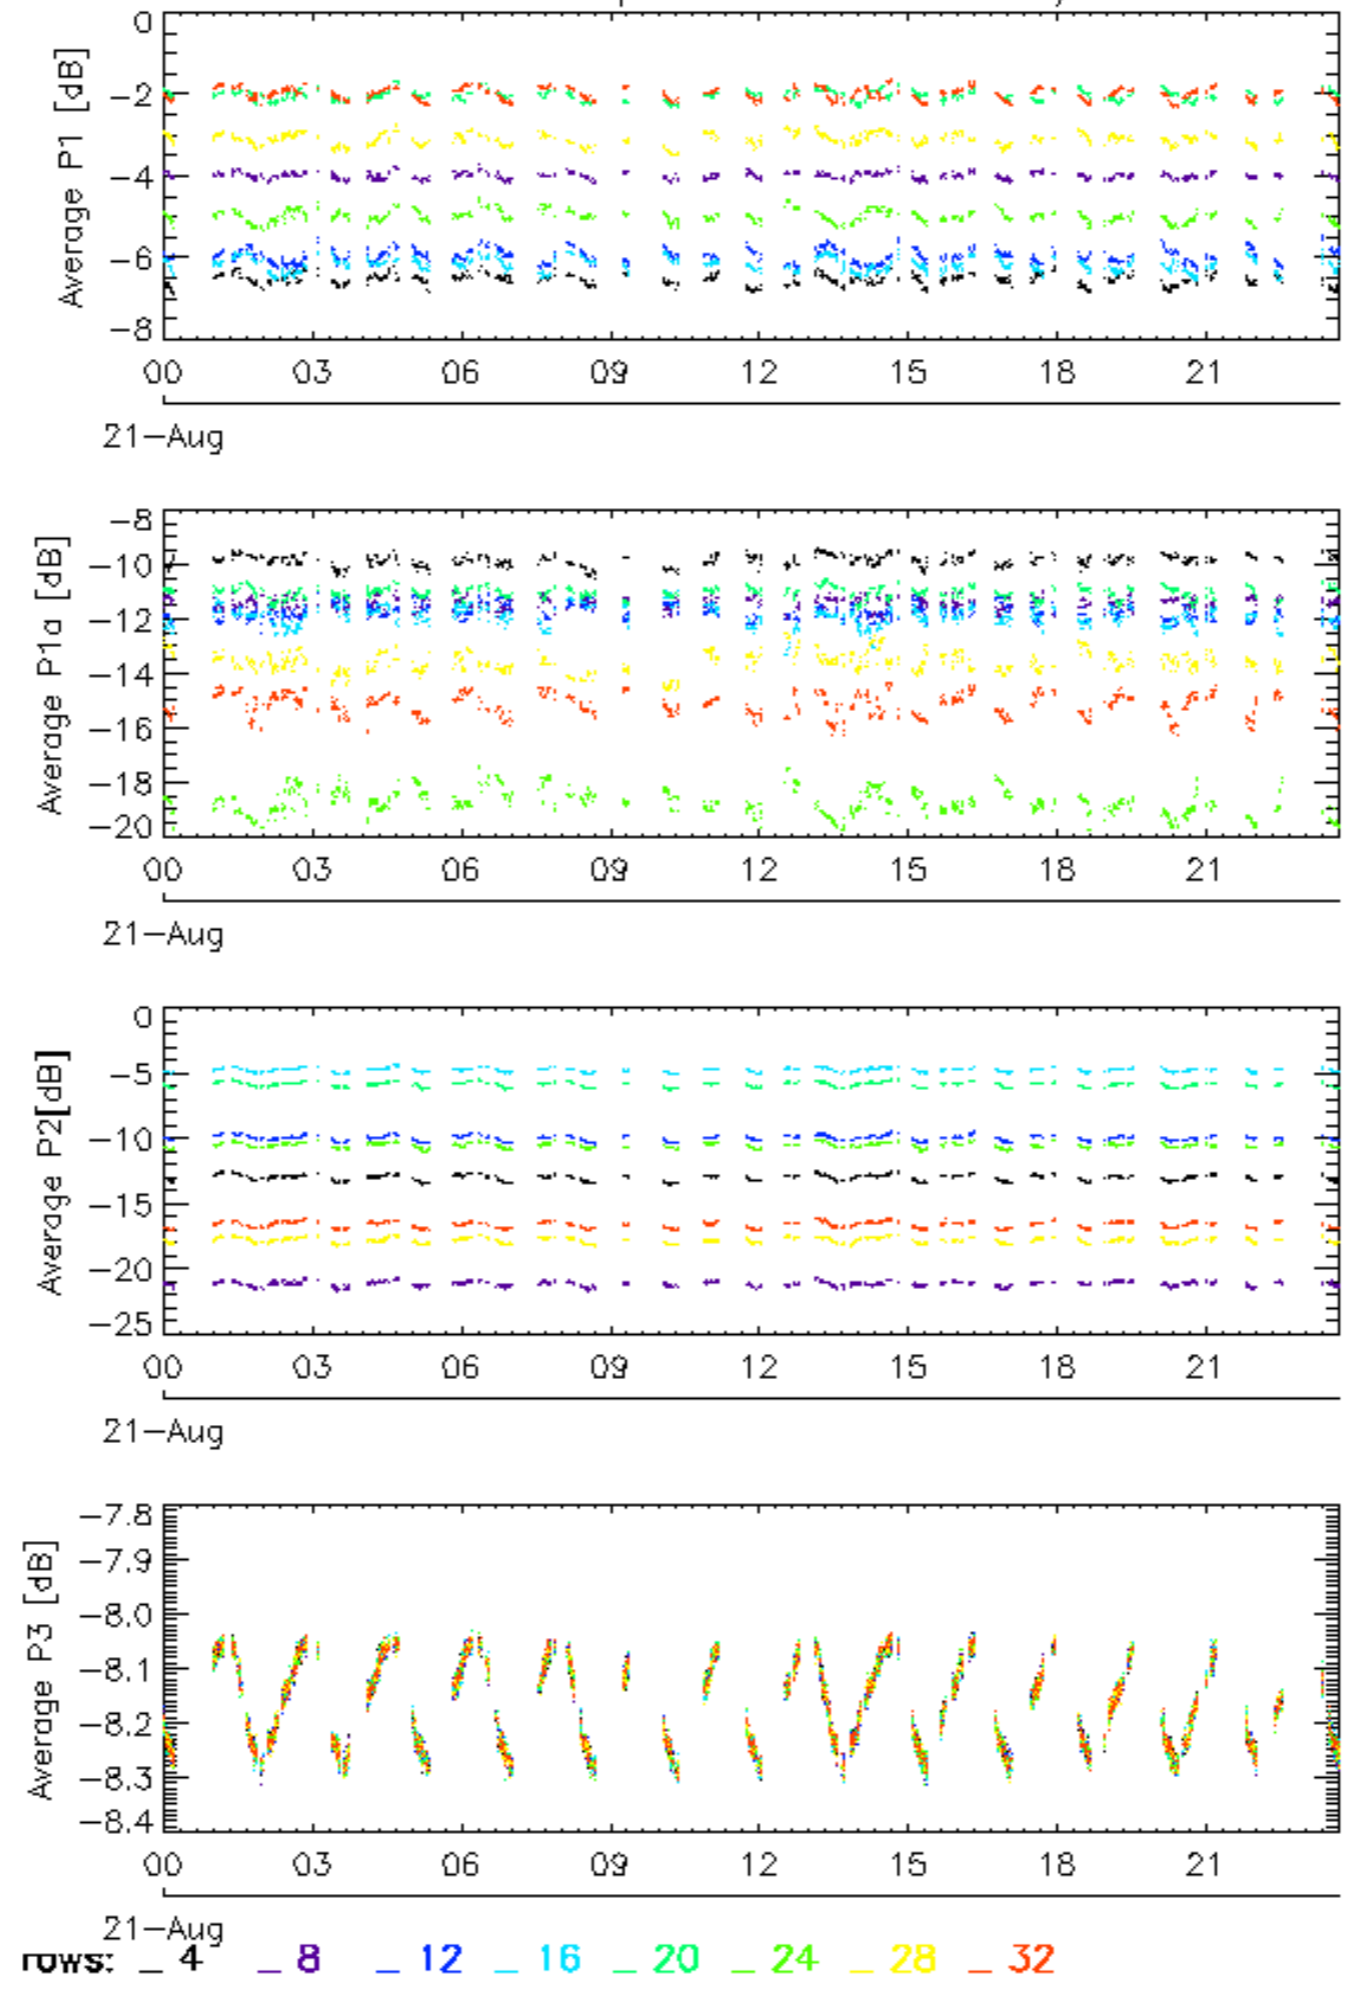 Average P1 [dB]
0
−2
−4
−6
−8
00 03 06 09 12 15 18 21
21−Aug
Average P1a [dB]
−8
−10
−12
−14
−16
−18
−20
00 03 06 09 12 15 18 21
21−Aug
Average P2[dB]
0
−5
−10
−15
−20
−25
00 03 06 09 12 15 18 21
21−Aug
Average P3 [dB]
−7.8
−7.9
−8.0
−8.1
−8.2
−8.3
−8.4
00 03 06 09 12 15 18 21
21−Aug
rows: _ 4 _ 8 _ 12 _ 16 _ 20 _ 24 _ 28 _ 32